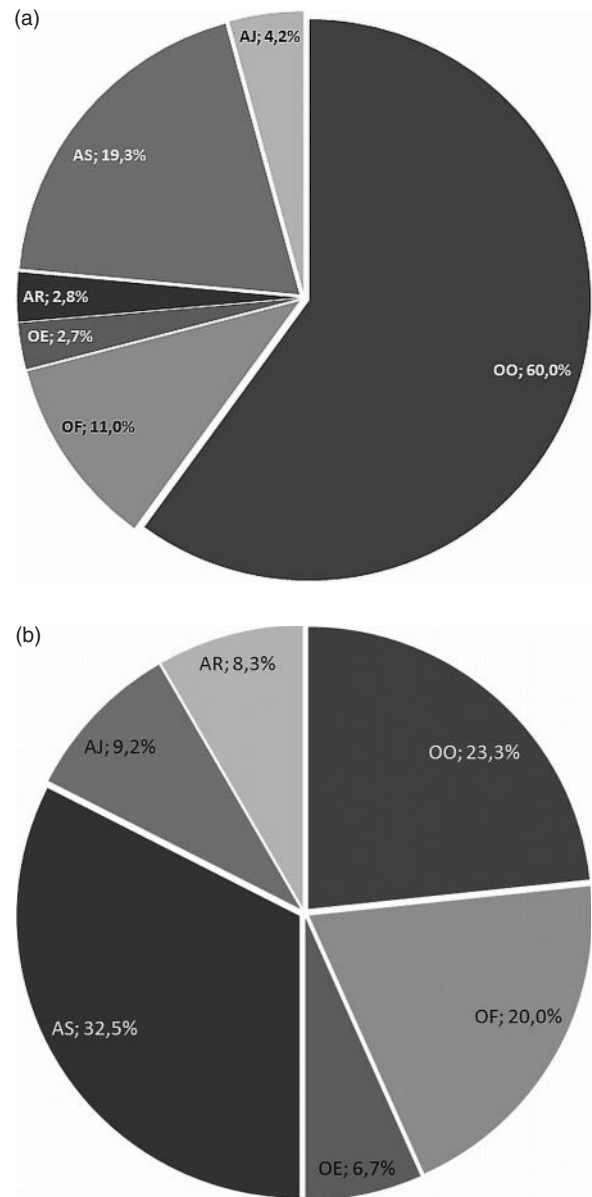 (a)
AJ; 4,2%
AS; 19,3%
AR; 2,8%
OE; 2,7%
OO; 60,0%
OF; 11,0%
(b)
AR; 8,3%
AJ; 9,2%
OO; 23,3%
OF; 20,0%
AS; 32,5%
OE; 6,7%